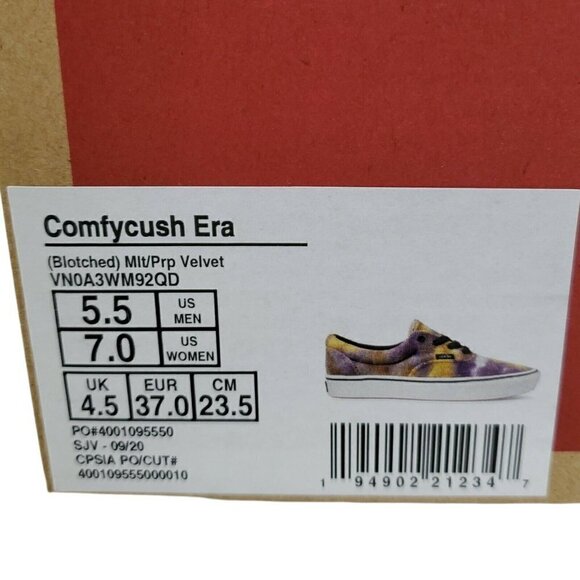 Comfycush Era
(Blotched) Mlt/Prp Velvet
VN0A3WM92QD
5.5 US MEN
7.0 US WOMEN
UK EUR CM
4.5 37.0 23.5
PO#4001095550
SJV - 09/20
CPSIA PO/CUT#
400109555000010
1 94902 21234 7